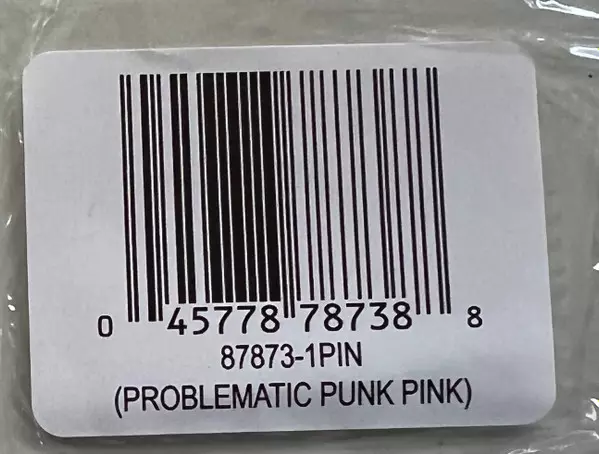 0 45778 78738 8
87873-1PIN
(PROBLEMATIC PUNK PINK)